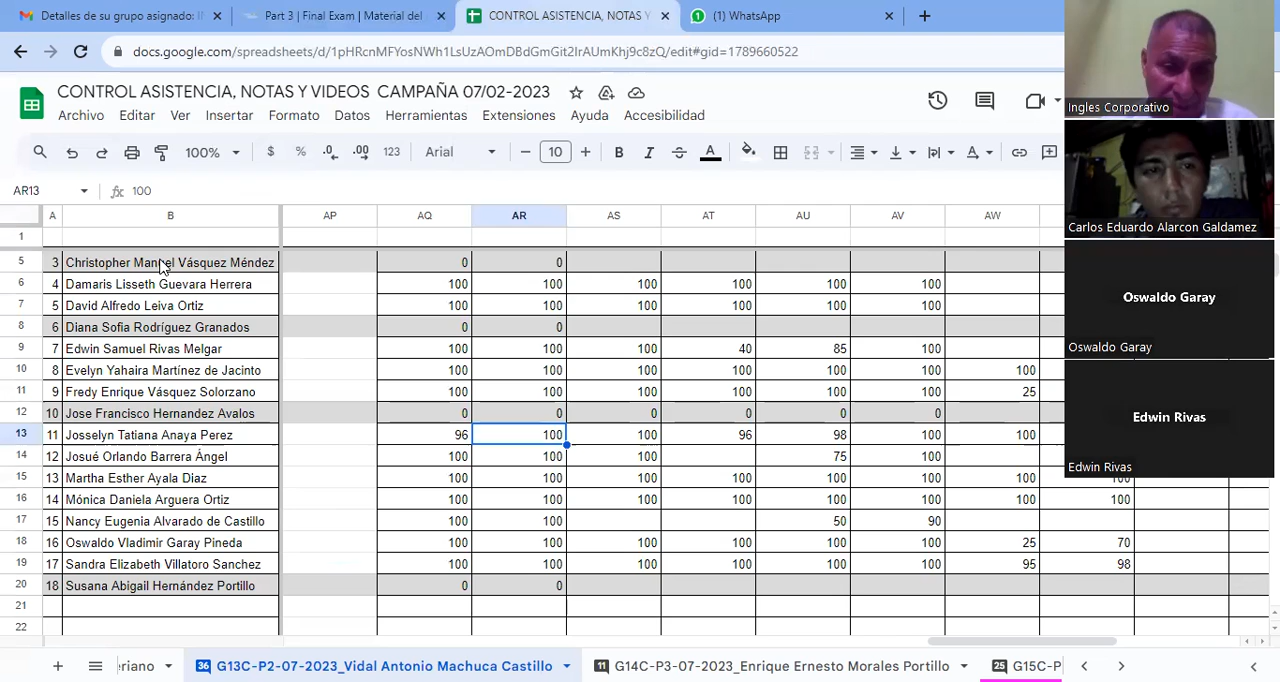 Detalles de su grupo asignado: I
Part 3 | Final Exam | Material del
CONTROL ASISTENCIA, NOTAS Y
(1) WhatsApp
docs.google.com/spreadsheets/d/1pHRcnMFYosNWh1LsUzAOmDBdGmGit2IrAUmKhj9c8zQ/edit#gid=1789660522
CONTROL ASISTENCIA, NOTAS Y VIDEOS CAMPAÑA 07/02-2023
Archivo Editar Ver Insertar Formato Datos Herramientas Extensiones Ayuda Accesibilidad
100% $ % .0 .00 123 Arial 10 B I A
AR13 fx 100
A B AP AQ AR AS AT AU AV AW
1
5 3 Christopher Manuel Vásquez Méndez 0 0
6 4 Damaris Lisseth Guevara Herrera 100 100 100 100 100 100
7 5 David Alfredo Leiva Ortiz 100 100 100 100 100 100
8 6 Diana Sofia Rodríguez Granados 0 0
9 7 Edwin Samuel Rivas Melgar 100 100 100 40 85 100
10 8 Evelyn Yahaira Martínez de Jacinto 100 100 100 100 100 100 100
11 9 Fredy Enrique Vásquez Solorzano 100 100 100 100 100 100 25
12 10 Jose Francisco Hernandez Avalos 0 0 0 0 0 0
13 11 Josselyn Tatiana Anaya Perez 96 100 100 96 98 100 100
14 12 Josué Orlando Barrera Ángel 100 100 100 75 100
15 13 Martha Esther Ayala Diaz 100 100 100 100 100 100 100 100
16 14 Mónica Daniela Arguera Ortiz 100 100 100 100 100 100 100 100
17 15 Nancy Eugenia Alvarado de Castillo 100 100 50 90
18 16 Oswaldo Vladimir Garay Pineda 100 100 100 100 100 100 25 70
19 17 Sandra Elizabeth Villatoro Sanchez 100 100 100 100 100 100 95 98
20 18 Susana Abigail Hernández Portillo 0 0
21
22
eriano 36 G13C-P2-07-2023_Vidal Antonio Machuca Castillo 11 G14C-P3-07-2023_Enrique Ernesto Morales Portillo 25 G15C-P
Ingles Corporativo
Carlos Eduardo Alarcon Galdamez
Oswaldo Garay
Oswaldo Garay
Edwin Rivas
Edwin Rivas